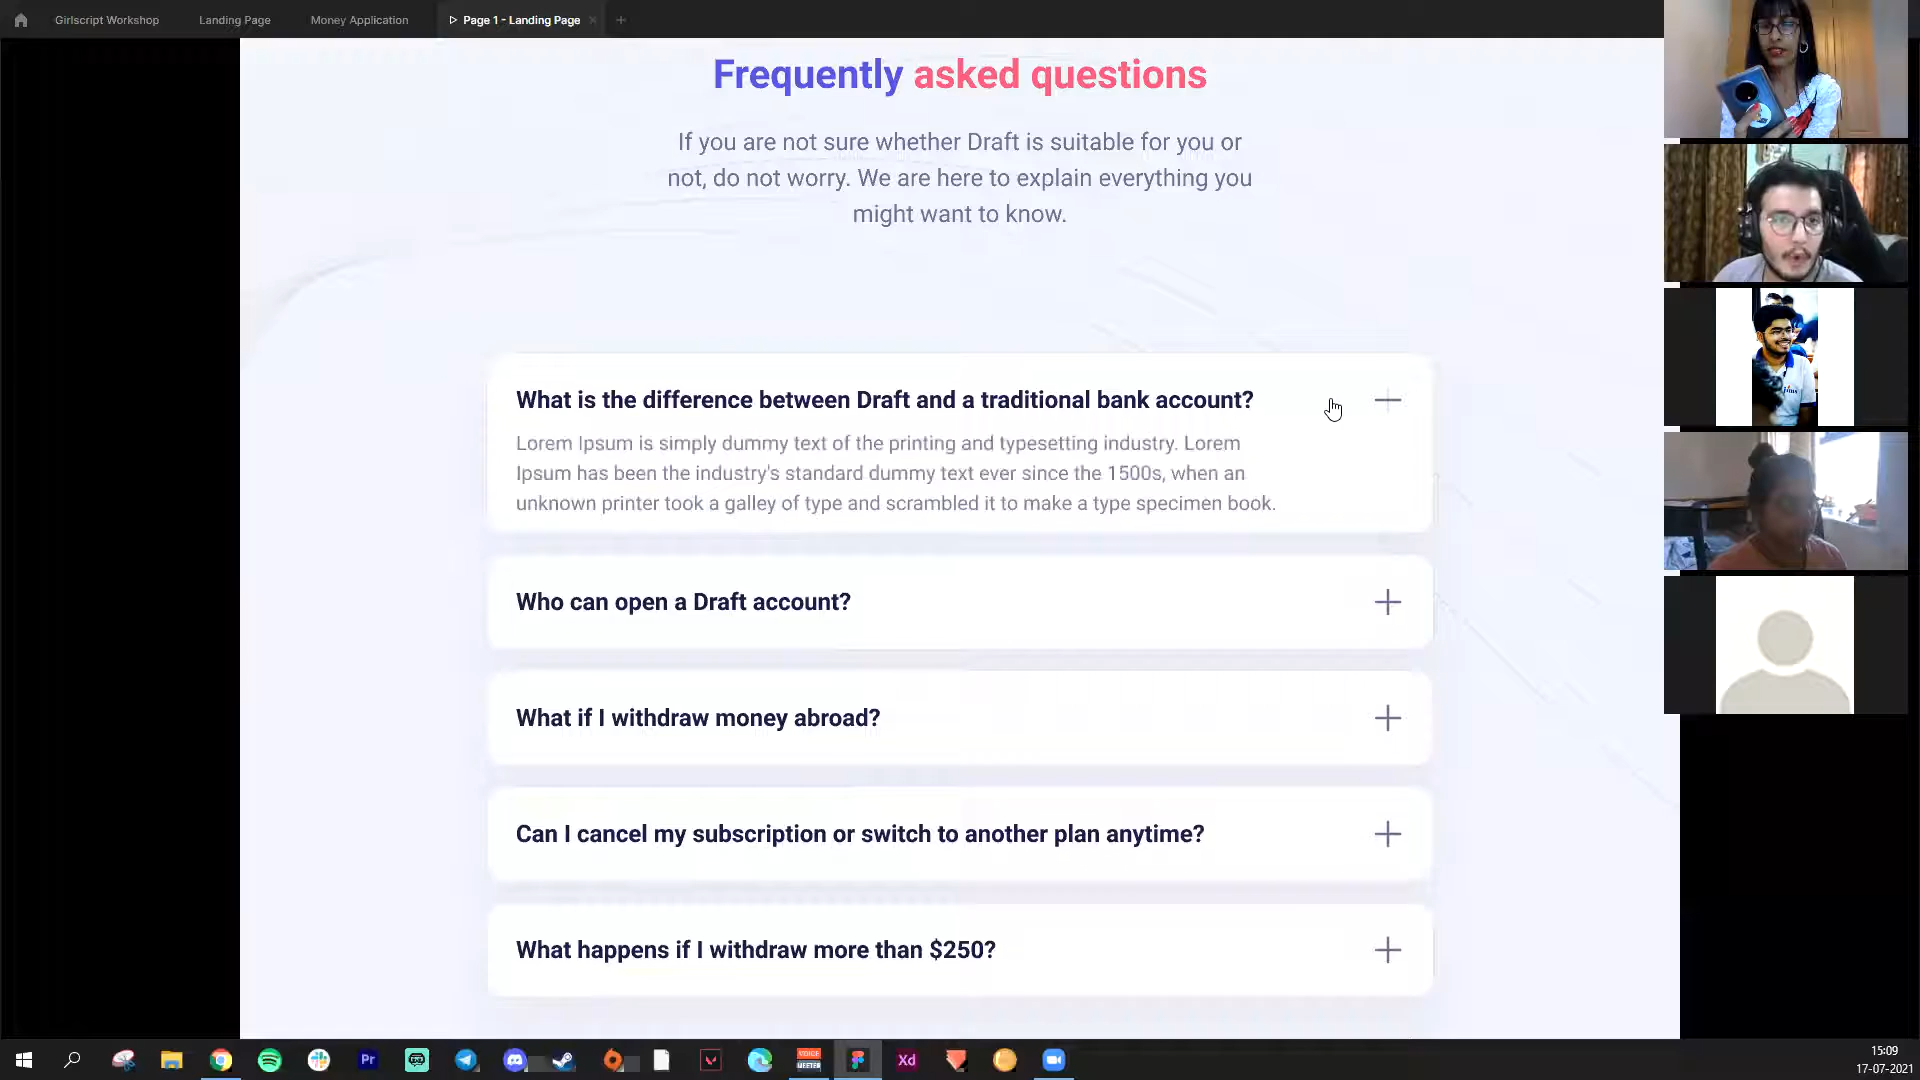 Girlscript Workshop
Landing Page
Money Application
Page 1 - Landing Page
Frequently asked questions
If you are not sure whether Draft is suitable for you or
not, do not worry. We are here to explain everything you
might want to know.
What is the difference between Draft and a traditional bank account?
Lorem Ipsum is simply dummy text of the printing and typesetting industry. Lorem
Ipsum has been the industry's standard dummy text ever since the 1500s, when an
unknown printer took a galley of type and scrambled it to make a type specimen book.
Who can open a Draft account?
What if I withdraw money abroad?
Can I cancel my subscription or switch to another plan anytime?
What happens if I withdraw more than $250?
Pr
VOICE
MEETER
Xd
15:09
17-07-2021